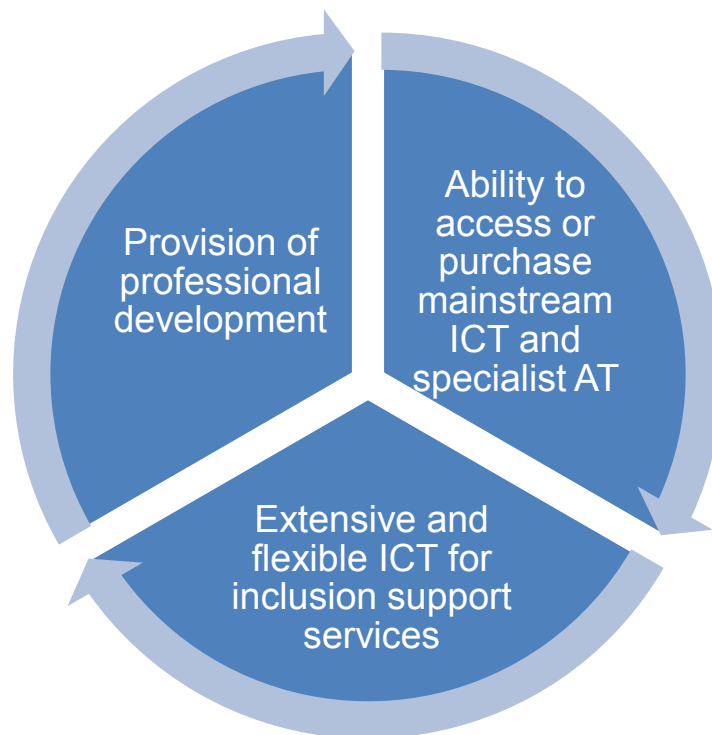 Provision of
professional
development
Ability to
access or
purchase
mainstream
ICT and
specialist AT
Extensive and
flexible ICT for
inclusion support
services